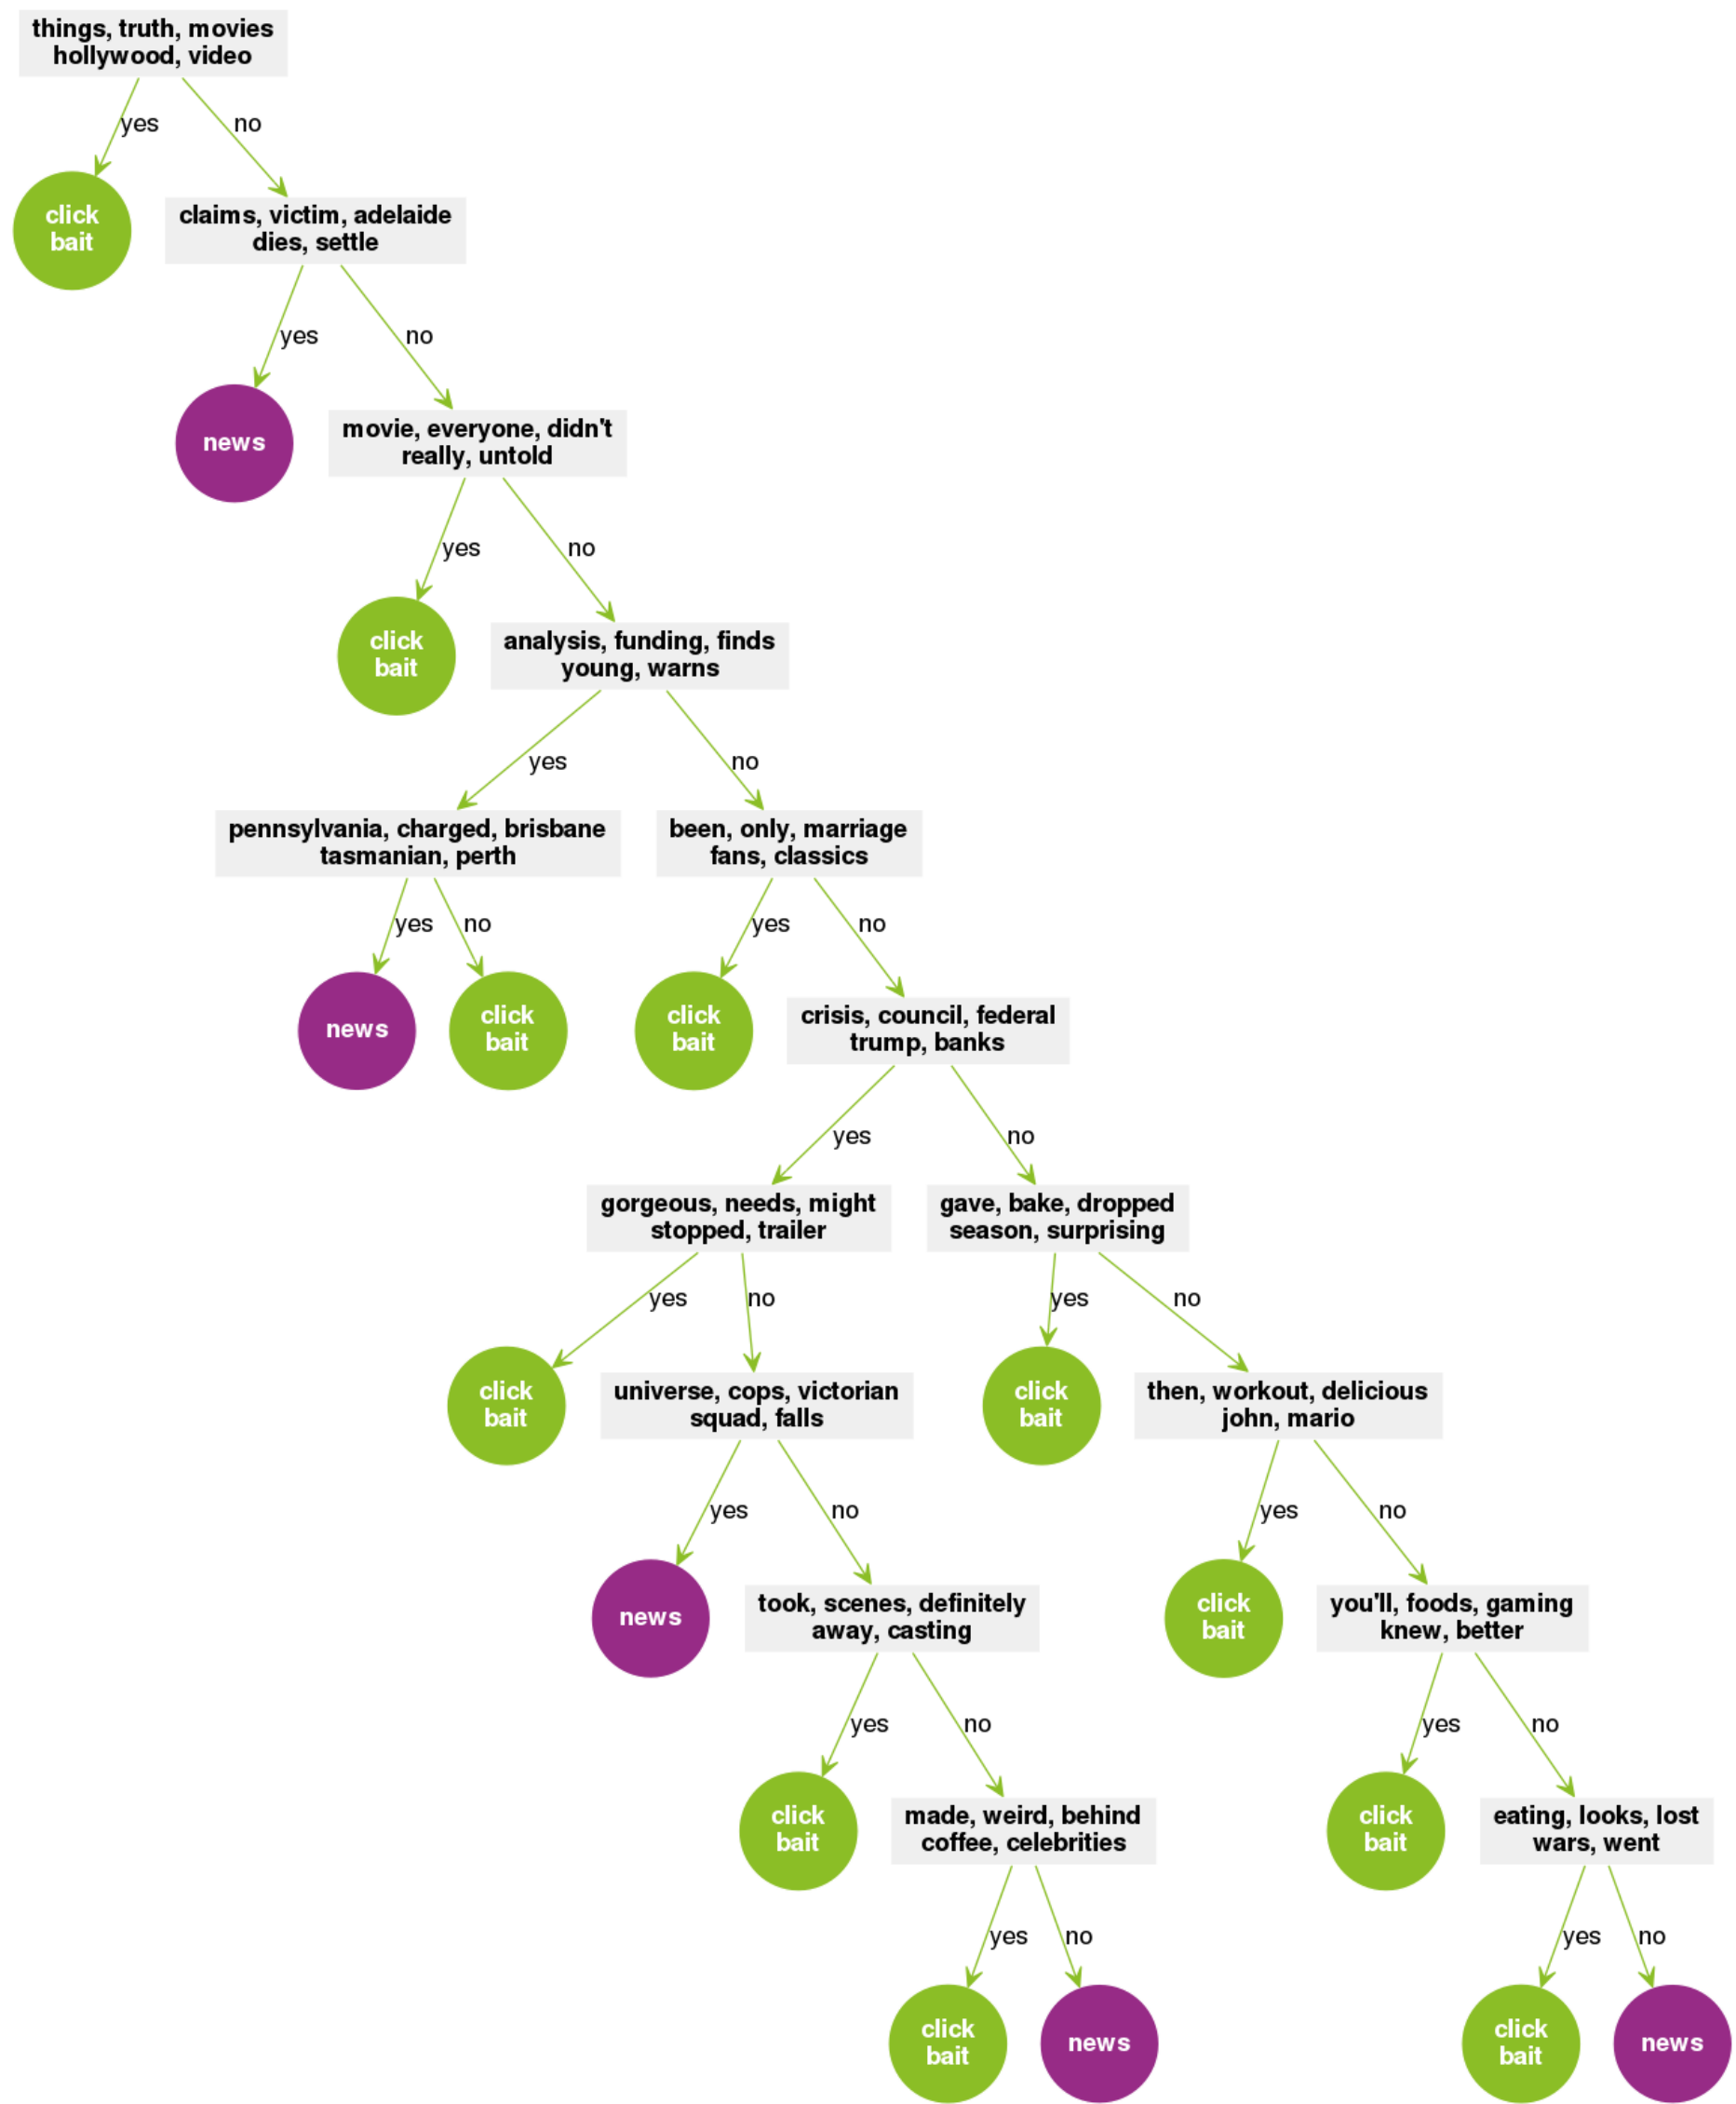 things, truth, movies
hollywood, video
yes
no
click
bait
claims, victim, adelaide
dies, settle
yes
no
news
movie, everyone, didn't
really, untold
yes
no
click
bait
analysis, funding, finds
young, warns
yes
no
pennsylvania, charged, brisbane
tasmanian, perth
been, only, marriage
fans, classics
yes
no
yes
no
news
click
bait
click
bait
crisis, council, federal
trump, banks
yes
no
gorgeous, needs, might
stopped, trailer
gave, bake, dropped
season, surprising
yes
no
yes
no
click
bait
universe, cops, victorian
squad, falls
click
bait
then, workout, delicious
john, mario
yes
no
yes
no
news
took, scenes, definitely
away, casting
click
bait
you'll, foods, gaming
knew, better
yes
no
yes
no
click
bait
made, weird, behind
coffee, celebrities
click
bait
eating, looks, lost
wars, went
yes
no
yes
no
click
bait
news
click
bait
news